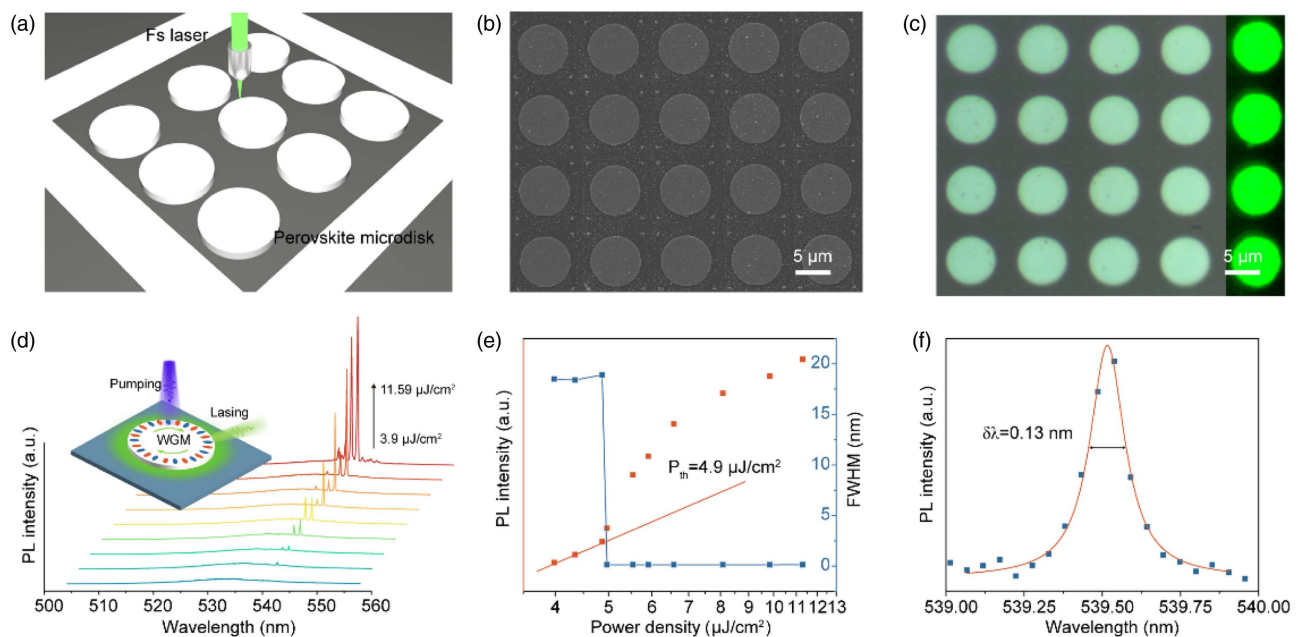 (a)
Fs laser
Perovskite microdisk
(b)
5 μm
(c)
5 μm
(d)
Pumping
Lasing
WGM
11.59 μJ/cm²
3.9 μJ/cm²
PL intensity (a.u.)
500 510 520 530 540 550 560
Wavelength (nm)
(e)
PL intensity (a.u.)
P_th=4.9 μJ/cm²
20
15
10
5
0
FWHM (nm)
4 5 6 7 8 9 10 11 12 13
Power density (μJ/cm²)
(f)
PL intensity (a.u.)
δλ=0.13 nm
539.00 539.25 539.50 539.75 540.00
Wavelength (nm)